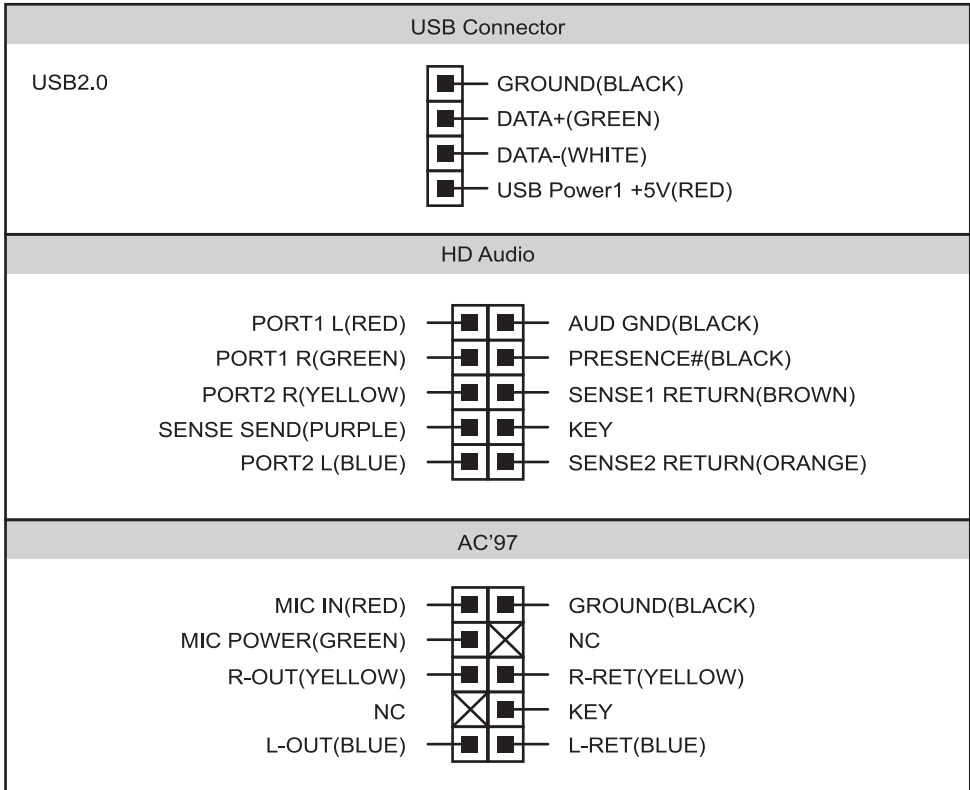 USB Connector
USB2.0
GROUND(BLACK)
DATA+(GREEN)
DATA-(WHITE)
USB Power1 +5V(RED)
HD Audio
PORT1 L(RED) AUD GND(BLACK)
PORT1 R(GREEN) PRESENCE#(BLACK)
PORT2 R(YELLOW) SENSE1 RETURN(BROWN)
SENSE SEND(PURPLE) KEY
PORT2 L(BLUE) SENSE2 RETURN(ORANGE)
AC’97
MIC IN(RED) GROUND(BLACK)
MIC POWER(GREEN) NC
R-OUT(YELLOW) R-RET(YELLOW)
NC KEY
L-OUT(BLUE) L-RET(BLUE)